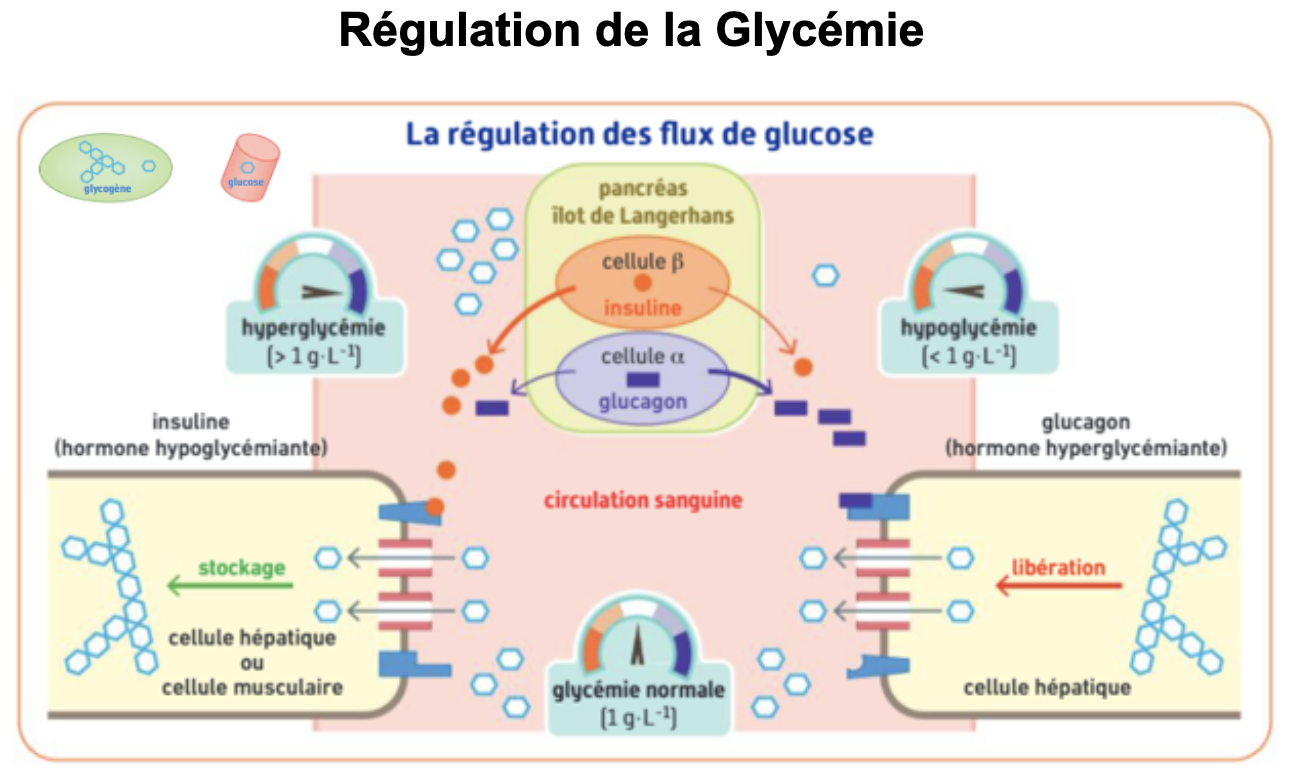 Régulation de la Glycémie
La régulation des flux de glucose
glycogène
glucose
pancréas
îlot de Langerhans
cellule β
insuline
cellule α
glucagon
hyperglycémie
(> 1 g·L⁻¹)
hypoglycémie
(< 1 g·L⁻¹)
insuline
(hormone hypoglycémiante)
glucagon
(hormone hyperglycémiante)
circulation sanguine
stockage
cellule hépatique
ou
cellule musculaire
libération
cellule hépatique
glycémie normale
(1 g·L⁻¹)